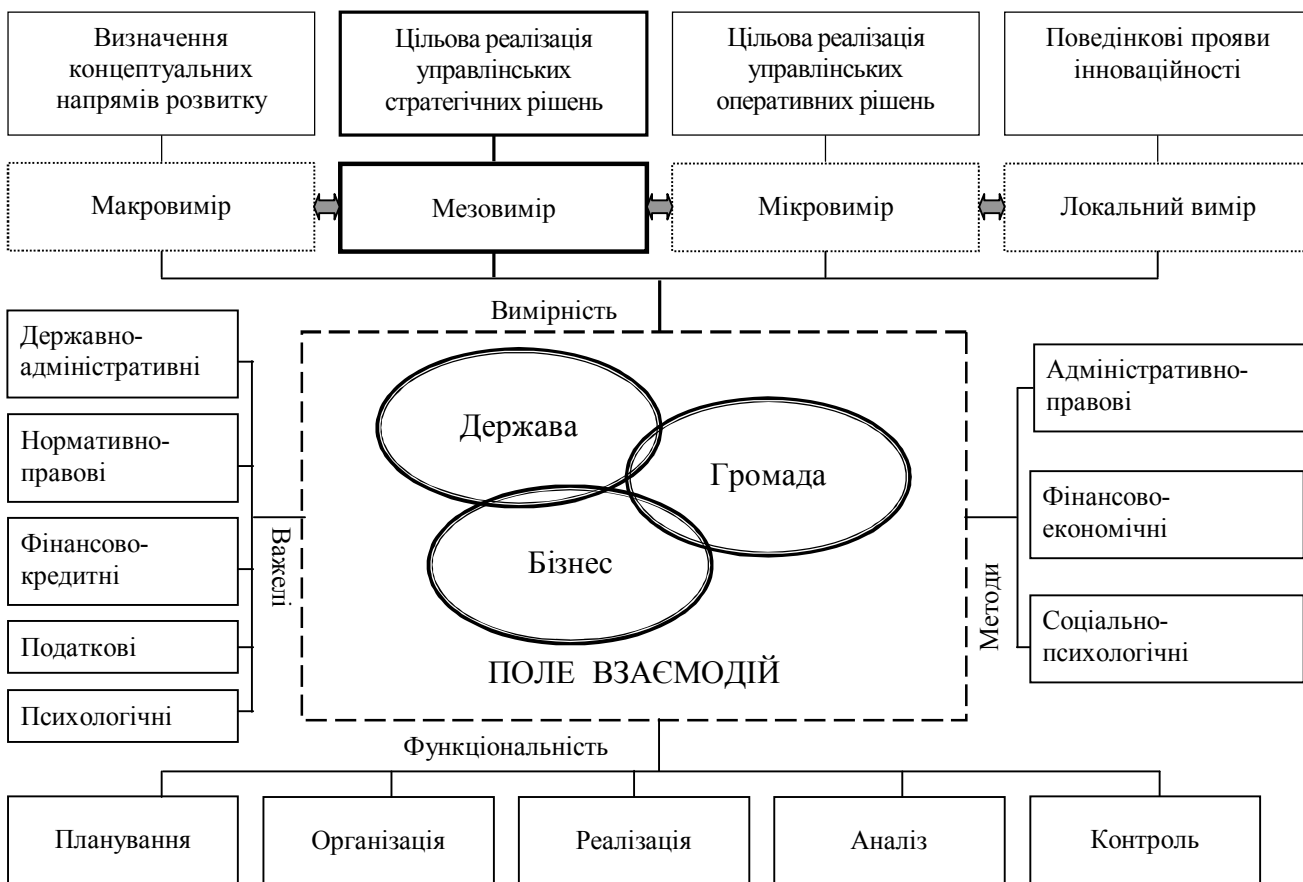 Визначення
концептуальних
напрямів розвитку
Цільова реалізація
управлінських
стратегічних рішень
Цільова реалізація
управлінських
оперативних рішень
Поведінкові прояви
інноваційності
Макровимір
Мезовимір
Мікровимір
Локальний вимір
Вимірність
Державно-
адміністративні
Нормативно-
правові
Фінансово-
кредитні
Податкові
Психологічні
Важелі
Держава
Громада
Бізнес
ПОЛЕ ВЗАЄМОДІЙ
Методи
Адміністративно-
правові
Фінансово-
економічні
Соціально-
психологічні
Функціональність
Планування
Організація
Реалізація
Аналіз
Контроль